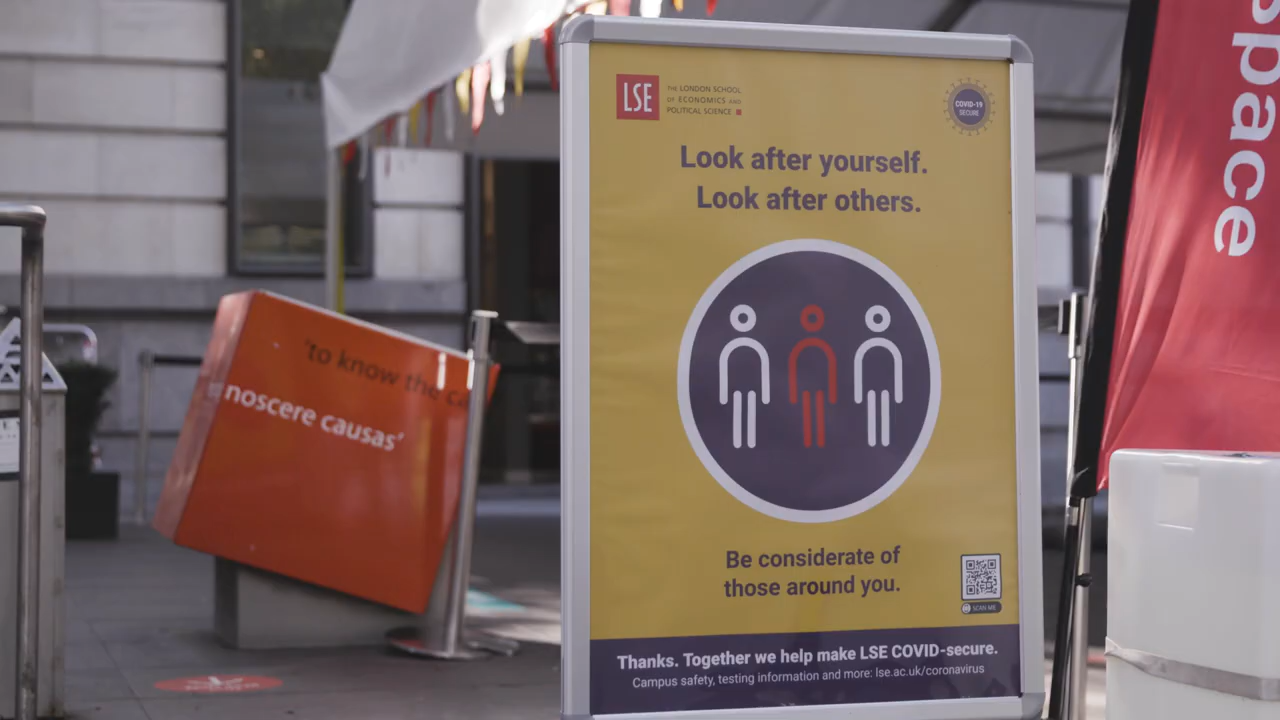 LSE
THE LONDON SCHOOL
OF ECONOMICS AND
POLITICAL SCIENCE
COVID-19
SECURE
Look after yourself.
Look after others.
Be considerate of
those around you.
SCAN ME
Thanks. Together we help make LSE COVID-secure.
Campus safety, testing information and more: lse.ac.uk/coronavirus
'to know the
noscere causas'
space